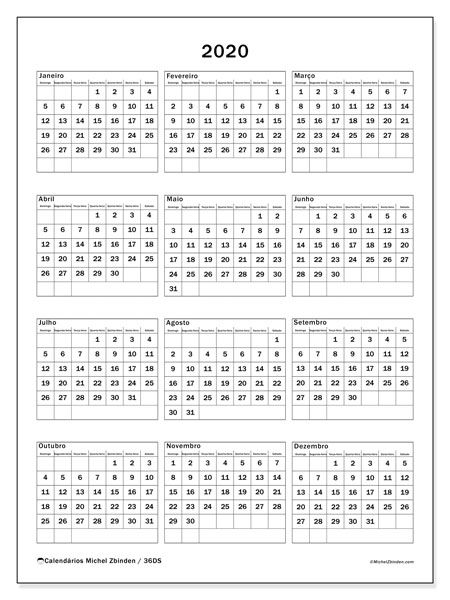 2020
Janeiro
Domingo Segunda-feira Terça-feira Quarta-feira Quinta-feira Sexta-feira Sábado
1 2 3 4
5 6 7 8 9 10 11
12 13 14 15 16 17 18
19 20 21 22 23 24 25
26 27 28 29 30 31
Fevereiro
Domingo Segunda-feira Terça-feira Quarta-feira Quinta-feira Sexta-feira Sábado
1
2 3 4 5 6 7 8
9 10 11 12 13 14 15
16 17 18 19 20 21 22
23 24 25 26 27 28 29
Março
Domingo Segunda-feira Terça-feira Quarta-feira Quinta-feira Sexta-feira Sábado
1 2 3 4 5 6 7
8 9 10 11 12 13 14
15 16 17 18 19 20 21
22 23 24 25 26 27 28
29 30 31
Abril
Domingo Segunda-feira Terça-feira Quarta-feira Quinta-feira Sexta-feira Sábado
1 2 3 4
5 6 7 8 9 10 11
12 13 14 15 16 17 18
19 20 21 22 23 24 25
26 27 28 29 30
Maio
Domingo Segunda-feira Terça-feira Quarta-feira Quinta-feira Sexta-feira Sábado
1 2
3 4 5 6 7 8 9
10 11 12 13 14 15 16
17 18 19 20 21 22 23
24 25 26 27 28 29 30
31
Junho
Domingo Segunda-feira Terça-feira Quarta-feira Quinta-feira Sexta-feira Sábado
1 2 3 4 5 6
7 8 9 10 11 12 13
14 15 16 17 18 19 20
21 22 23 24 25 26 27
28 29 30
Julho
Domingo Segunda-feira Terça-feira Quarta-feira Quinta-feira Sexta-feira Sábado
1 2 3 4
5 6 7 8 9 10 11
12 13 14 15 16 17 18
19 20 21 22 23 24 25
26 27 28 29 30 31
Agosto
Domingo Segunda-feira Terça-feira Quarta-feira Quinta-feira Sexta-feira Sábado
1
2 3 4 5 6 7 8
9 10 11 12 13 14 15
16 17 18 19 20 21 22
23 24 25 26 27 28 29
30 31
Setembro
Domingo Segunda-feira Terça-feira Quarta-feira Quinta-feira Sexta-feira Sábado
1 2 3 4 5
6 7 8 9 10 11 12
13 14 15 16 17 18 19
20 21 22 23 24 25 26
27 28 29 30
Outubro
Domingo Segunda-feira Terça-feira Quarta-feira Quinta-feira Sexta-feira Sábado
1 2 3
4 5 6 7 8 9 10
11 12 13 14 15 16 17
18 19 20 21 22 23 24
25 26 27 28 29 30 31
Novembro
Domingo Segunda-feira Terça-feira Quarta-feira Quinta-feira Sexta-feira Sábado
1 2 3 4 5 6 7
8 9 10 11 12 13 14
15 16 17 18 19 20 21
22 23 24 25 26 27 28
29 30
Dezembro
Domingo Segunda-feira Terça-feira Quarta-feira Quinta-feira Sexta-feira Sábado
1 2 3 4 5
6 7 8 9 10 11 12
13 14 15 16 17 18 19
20 21 22 23 24 25 26
27 28 29 30 31
Calendários Michel Zbinden / 36DS
©MichelZbinden.com